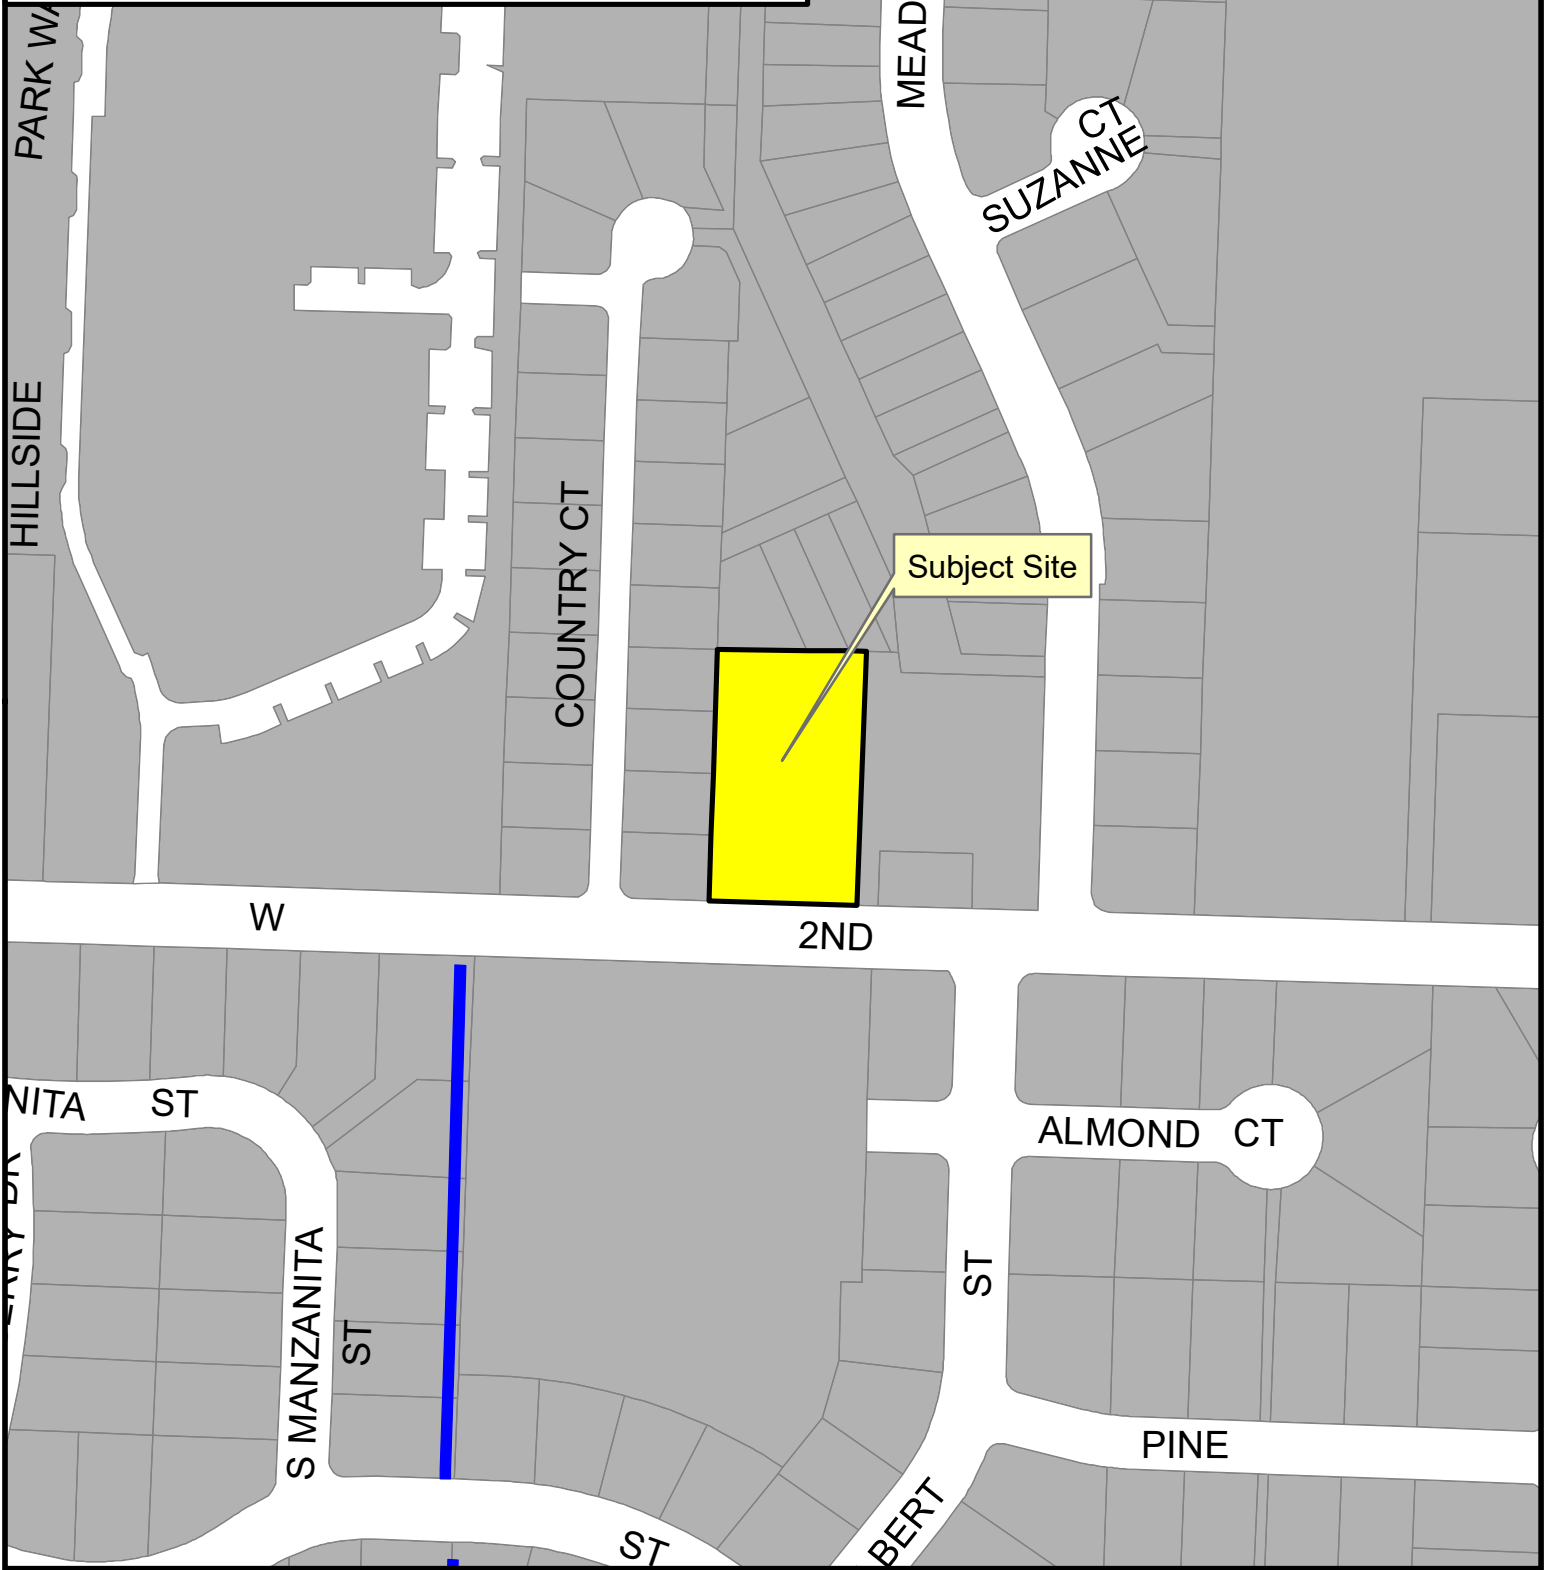 PARK WA
MEAD
CT
SUZANNE
HILLSIDE
COUNTRY CT
Subject Site
W
2ND
NITA ST
ALMOND CT
S MANZANITA
ST
ST
PINE
BERT
ST